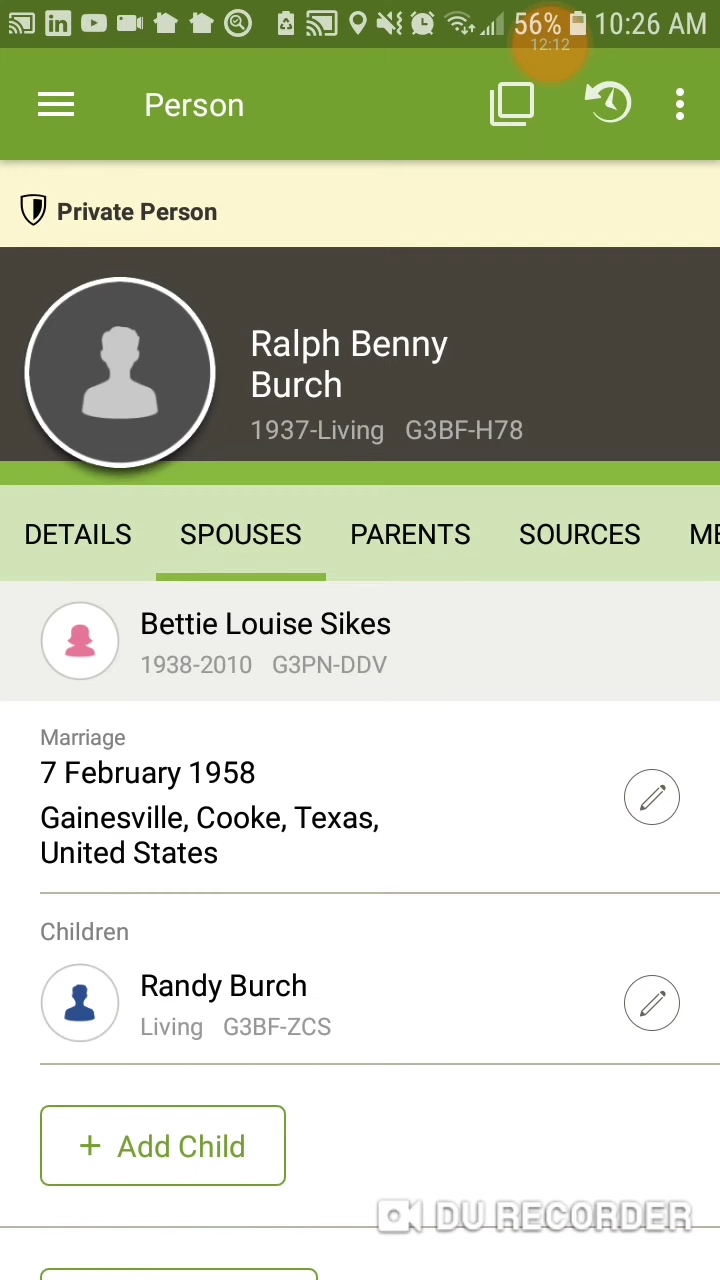 56% 10:26 AM
12:12
Person
Private Person
Ralph Benny
Burch
1937-Living G3BF-H78
DETAILS SPOUSES PARENTS SOURCES ME
Bettie Louise Sikes
1938-2010 G3PN-DDV
Marriage
7 February 1958
Gainesville, Cooke, Texas,
United States
Children
Randy Burch
Living G3BF-ZCS
+ Add Child
DU RECORDER